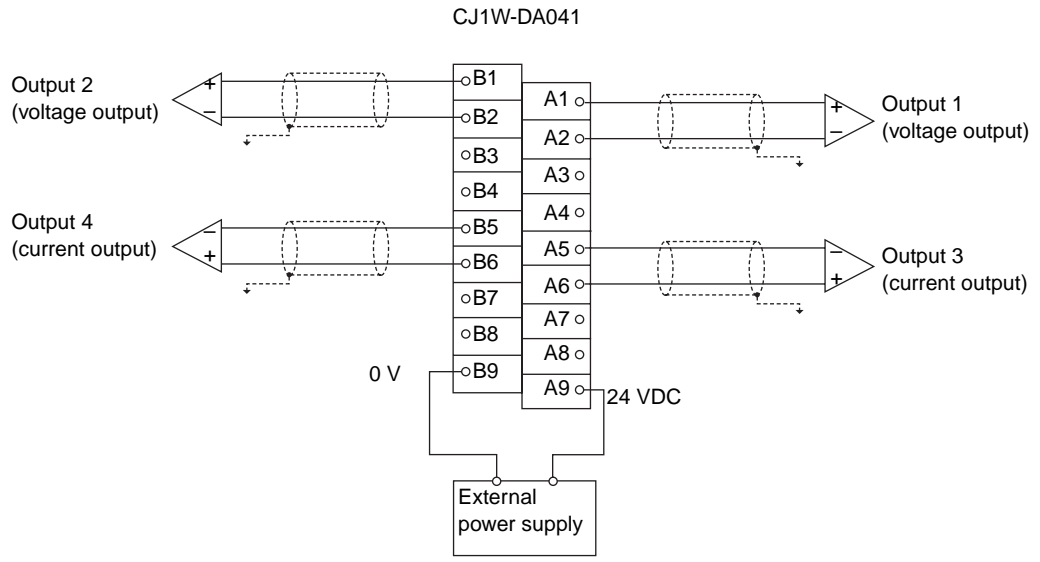 CJ1W-DA041
Output 2
(voltage output)
+
−
B1
B2
B3
B4
B5
B6
B7
B8
B9
A1
A2
A3
A4
A5
A6
A7
A8
A9
+
−
Output 1
(voltage output)
Output 4
(current output)
−
+
−
+
Output 3
(current output)
0 V
24 VDC
External
power supply